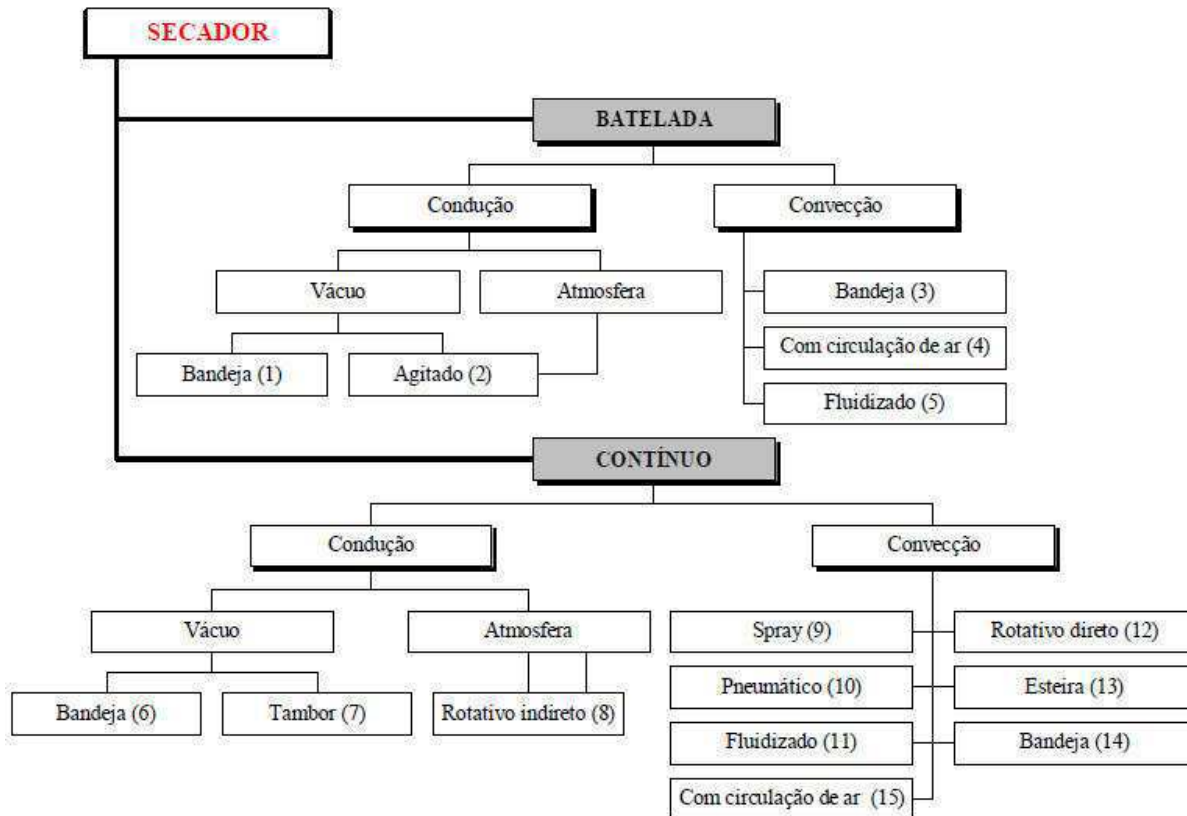 SECADOR
BATELADA
Condução
Convecção
Vácuo
Atmosfera
Bandeja (1)
Agitado (2)
Bandeja (3)
Com circulação de ar (4)
Fluidizado (5)
CONTÍNUO
Condução
Convecção
Vácuo
Atmosfera
Bandeja (6)
Tambor (7)
Rotativo indireto (8)
Spray (9)
Rotativo direto (12)
Pneumático (10)
Esteira (13)
Fluidizado (11)
Bandeja (14)
Com circulação de ar (15)